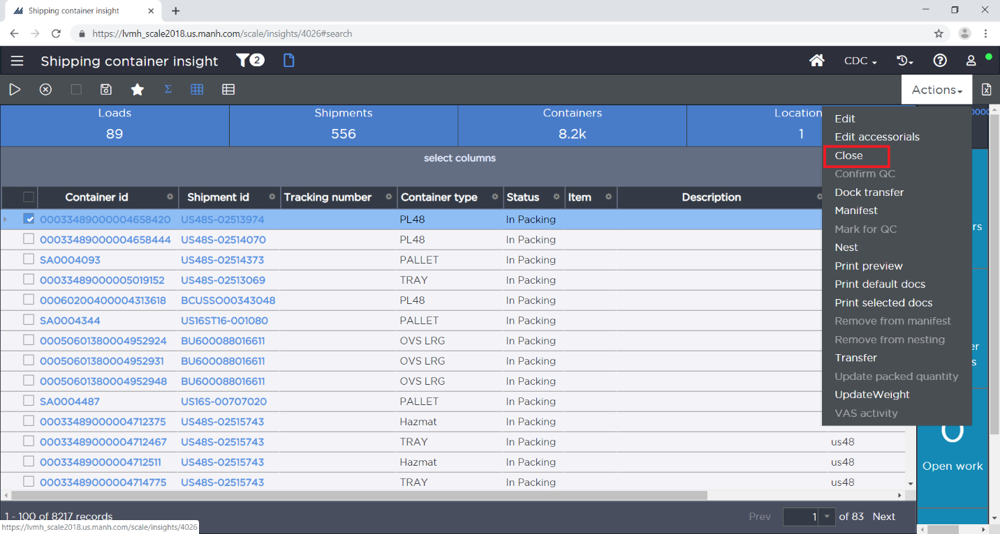 Shipping container insight
https://lvmh_scale2018.us.manh.com/scale/insights/4026#search
Shipping container insight 2 CDC
Σ Actions
Loads Shipments Containers Location
89 556 8.2k 1
select columns
Container id Shipment id Tracking number Container type Status Item Description
00033489000004658420 US48S-02513974 PL48 In Packing
00033489000004658444 US48S-02514070 PL48 In Packing
SA0004093 US48S-02514373 PALLET In Packing
00033489000005019152 US48S-02513069 TRAY In Packing
00060200400004313618 BCUSSO00343048 PL48 In Packing
SA0004344 US16ST16-001080 PALLET In Packing
00050601380004952924 BU600088016611 OVS LRG In Packing
00050601380004952931 BU600088016611 OVS LRG In Packing
00050601380004952948 BU600088016611 OVS LRG In Packing
SA0004487 US16S-00707020 PALLET In Packing
00033489000004712375 US48S-02515743 Hazmat In Packing
00033489000004712467 US48S-02515743 TRAY In Packing us48
00033489000004712511 US48S-02515743 Hazmat In Packing us48
00033489000004714775 US48S-02515743 TRAY In Packing us48
Edit
Edit accessorials
Close
Confirm QC
Dock transfer
Manifest
Mark for QC
Nest
Print preview
Print default docs
Print selected docs
Remove from manifest
Remove from nesting
Transfer
Update packed quantity
UpdateWeight
VAS activity
rs
er
s
0
Open work
1 - 100 of 8217 records Prev 1 of 83 Next
https://lvmh_scale2018.us.manh.com/scale/insights/4026